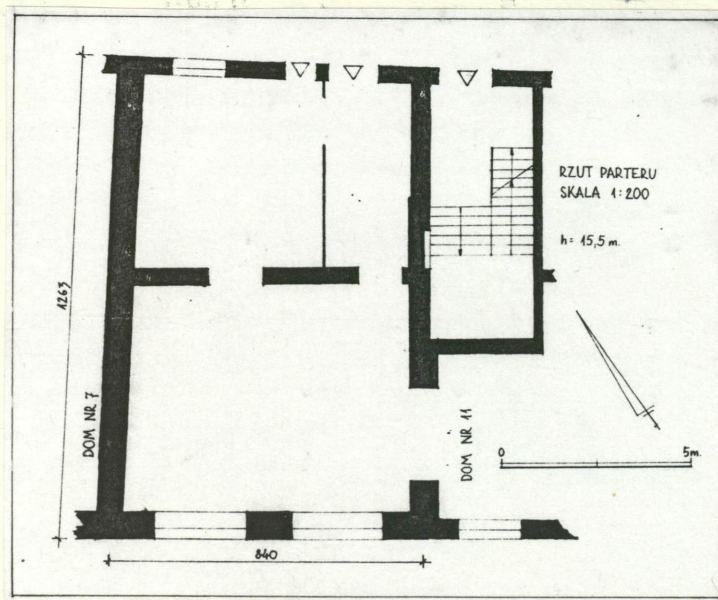 RZUT PARTERU
SKALA 1:200
h= 15,5 m.
1263
DOM NR 7
DOM NR 11
0 5m.
840